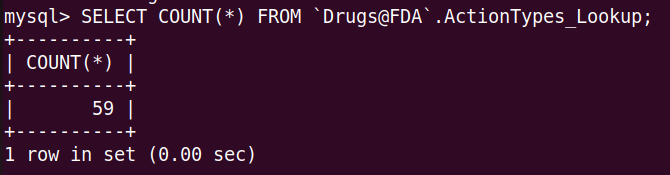 mysql> SELECT COUNT(*) FROM `Drugs@FDA`.ActionTypes_Lookup;
+----------+
| COUNT(*) |
+----------+
|       59 |
+----------+
1 row in set (0.00 sec)